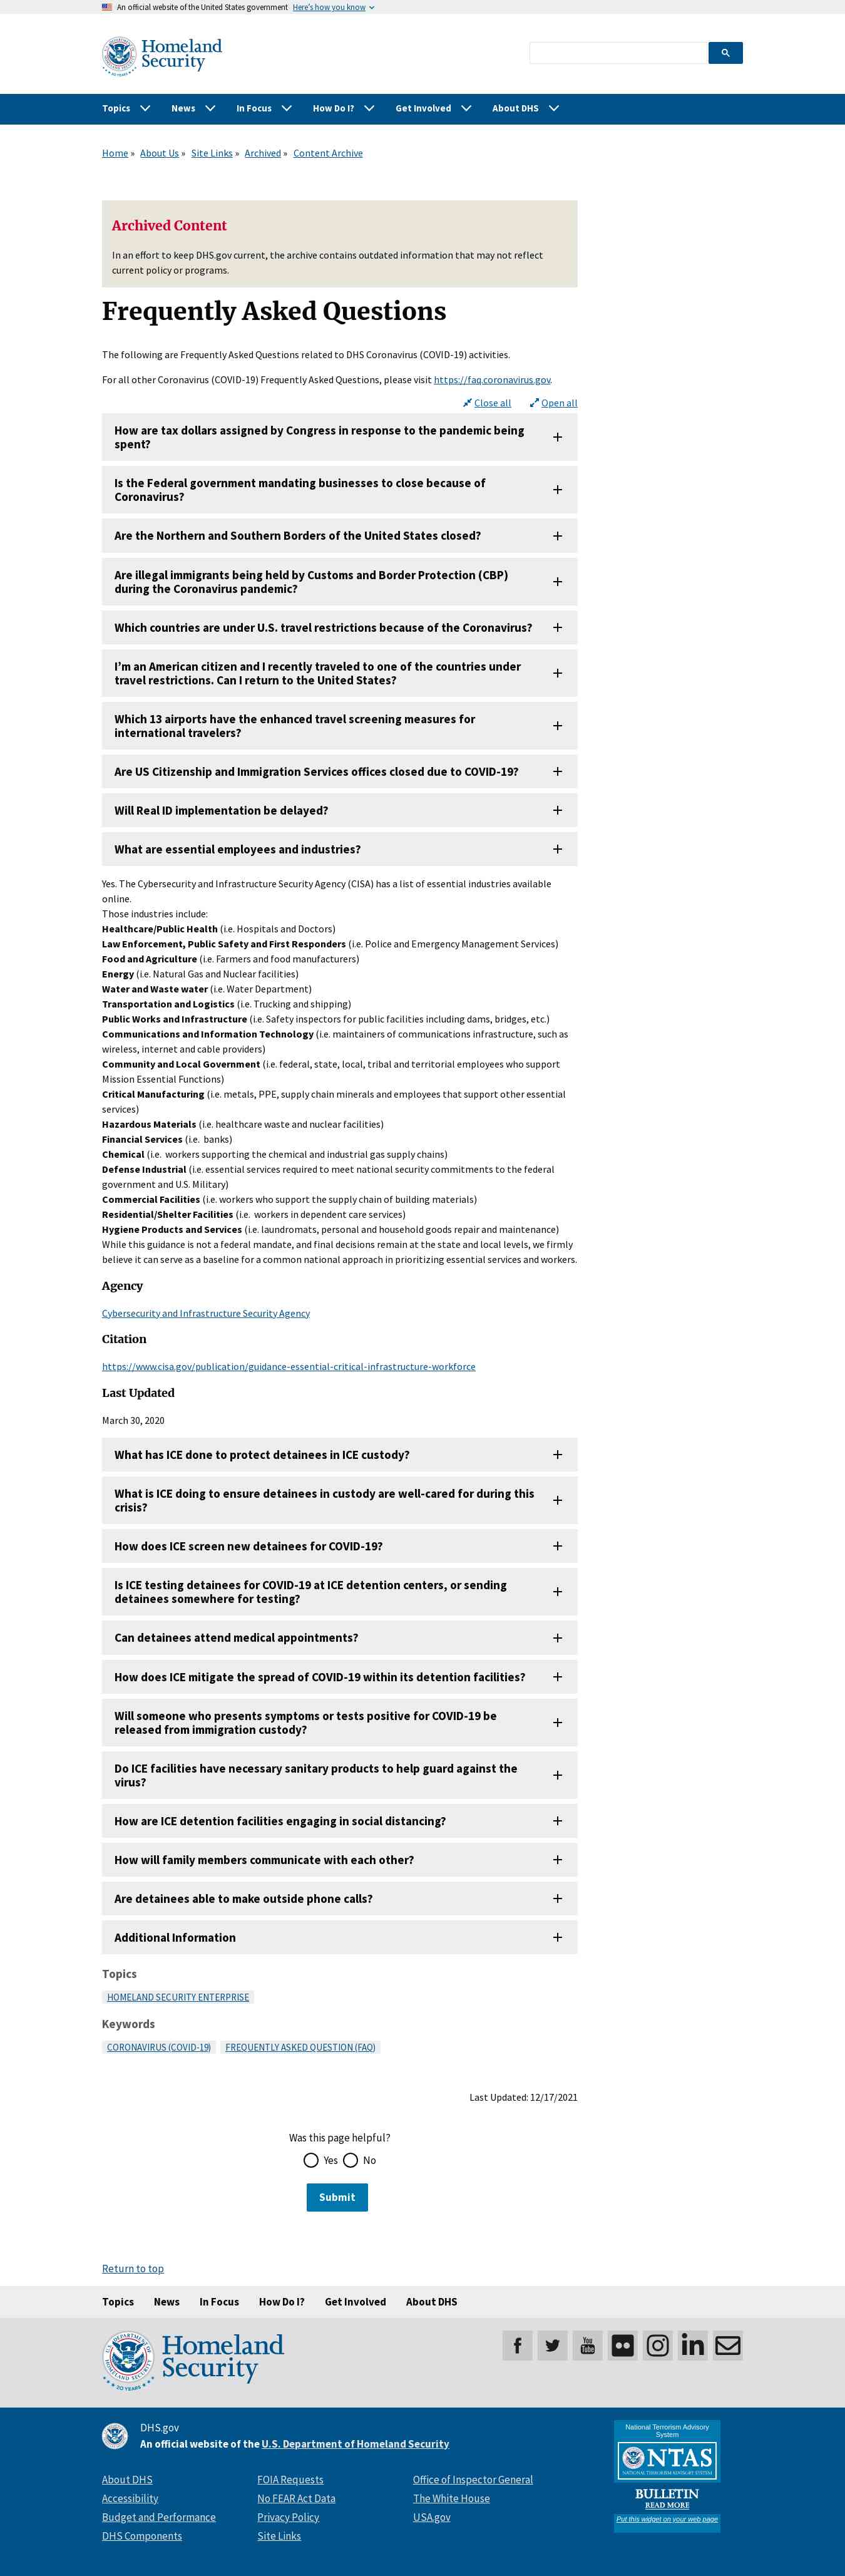 An official website of the United States government Here's how you know
Homeland
Security
Topics News In Focus How Do I? Get Involved About DHS
Home » About Us » Site Links » Archived » Content Archive
Archived Content
In an effort to keep DHS.gov current, the archive contains outdated information that may not reflect
current policy or programs.
Frequently Asked Questions
The following are Frequently Asked Questions related to DHS Coronavirus (COVID-19) activities.
For all other Coronavirus (COVID-19) Frequently Asked Questions, please visit https://faq.coronavirus.gov.
Close all Open all
How are tax dollars assigned by Congress in response to the pandemic being
spent?
Is the Federal government mandating businesses to close because of
Coronavirus?
Are the Northern and Southern Borders of the United States closed?
Are illegal immigrants being held by Customs and Border Protection (CBP)
during the Coronavirus pandemic?
Which countries are under U.S. travel restrictions because of the Coronavirus?
I'm an American citizen and I recently traveled to one of the countries under
travel restrictions. Can I return to the United States?
Which 13 airports have the enhanced travel screening measures for
international travelers?
Are US Citizenship and Immigration Services offices closed due to COVID-19?
Will Real ID implementation be delayed?
What are essential employees and industries?
Yes. The Cybersecurity and Infrastructure Security Agency (CISA) has a list of essential industries available
online.
Those industries include:
Healthcare/Public Health (i.e. Hospitals and Doctors)
Law Enforcement, Public Safety and First Responders (i.e. Police and Emergency Management Services)
Food and Agriculture (i.e. Farmers and food manufacturers)
Energy (i.e. Natural Gas and Nuclear facilities)
Water and Waste water (i.e. Water Department)
Transportation and Logistics (i.e. Trucking and shipping)
Public Works and Infrastructure (i.e. Safety inspectors for public facilities including dams, bridges, etc.)
Communications and Information Technology (i.e. maintainers of communications infrastructure, such as
wireless, internet and cable providers)
Community and Local Government (i.e. federal, state, local, tribal and territorial employees who support
Mission Essential Functions)
Critical Manufacturing (i.e. metals, PPE, supply chain minerals and employees that support other essential
services)
Hazardous Materials (i.e. healthcare waste and nuclear facilities)
Financial Services (i.e. banks)
Chemical (i.e. workers supporting the chemical and industrial gas supply chains)
Defense Industrial (i.e. essential services required to meet national security commitments to the federal
government and U.S. Military)
Commercial Facilities (i.e. workers who support the supply chain of building materials)
Residential/Shelter Facilities (i.e. workers in dependent care services)
Hygiene Products and Services (i.e. laundromats, personal and household goods repair and maintenance)
While this guidance is not a federal mandate, and final decisions remain at the state and local levels, we firmly
believe it can serve as a baseline for a common national approach in prioritizing essential services and workers.
Agency
Cybersecurity and Infrastructure Security Agency
Citation
https://www.cisa.gov/publication/guidance-essential-critical-infrastructure-workforce
Last Updated
March 30, 2020
What has ICE done to protect detainees in ICE custody?
What is ICE doing to ensure detainees in custody are well-cared for during this
crisis?
How does ICE screen new detainees for COVID-19?
Is ICE testing detainees for COVID-19 at ICE detention centers, or sending
detainees somewhere for testing?
Can detainees attend medical appointments?
How does ICE mitigate the spread of COVID-19 within its detention facilities?
Will someone who presents symptoms or tests positive for COVID-19 be
released from immigration custody?
Do ICE facilities have necessary sanitary products to help guard against the
virus?
How are ICE detention facilities engaging in social distancing?
How will family members communicate with each other?
Are detainees able to make outside phone calls?
Additional Information
Topics
HOMELAND SECURITY ENTERPRISE
Keywords
CORONAVIRUS (COVID-19) FREQUENTLY ASKED QUESTION (FAQ)
Last Updated: 12/17/2021
Was this page helpful?
Yes No
Submit
Return to top
Topics News In Focus How Do I? Get Involved About DHS
Homeland
Security
20 YEARS
You
Tube
DHS.gov
An official website of the U.S. Department of Homeland Security
About DHS FOIA Requests Office of Inspector General
Accessibility No FEAR Act Data The White House
Budget and Performance Privacy Policy USA.gov
DHS Components Site Links
National Terrorism Advisory
System
NTAS
NATIONAL TERRORISM ADVISORY SYSTEM
BULLETIN
READ MORE
Put this widget on your web page